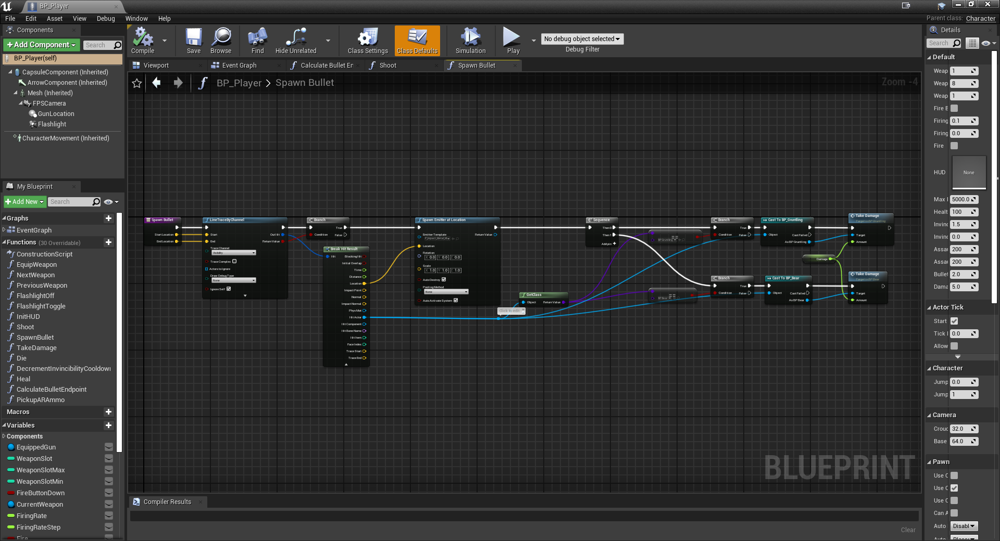 BP_Player
File Edit Asset View Debug Window Help
Parent class: Character
Components
Add Component
Search
BP_Player(self)
CapsuleComponent (Inherited)
ArrowComponent (Inherited)
Mesh (Inherited)
FPSCamera
GunLocation
Flashlight
CharacterMovement (Inherited)
My Blueprint
Add New
Search
Graphs
EventGraph
Functions (30 Overridable)
ConstructionScript
EquipWeapon
NextWeapon
PreviousWeapon
FlashlightOff
FlashlightToggle
InitHUD
Shoot
SpawnBullet
TakeDamage
Die
DecrementInvincibilityCooldown
Heal
CalculateBulletEndpoint
PickupARAmmo
Macros
Variables
Components
EquippedGun
WeaponSlot
WeaponSlotMax
WeaponSlotMin
FireButtonDown
CurrentWeapon
FiringRate
FiringRateStep
Fire
Compile
Save
Browse
Find
Hide Unrelated
Class Settings
Class Defaults
Simulation
Play
No debug object selected
Debug Filter
Viewport
Event Graph
Calculate Bullet Er
Shoot
Spawn Bullet
BP_Player > Spawn Bullet
Zoom -4
Spawn Bullet
Start Location
End Location
LineTraceByChannel
Start
End
Out Hit
Return Value
Trace Channel
Visibility
Trace Complex
Actors to Ignore
Draw Debug Type
None
Ignore Self
Branch
True
Condition
False
Break Hit Result
Hit
Blocking Hit
Initial Overlap
Time
Distance
Location
Impact Point
Normal
Impact Normal
Phys Mat
Hit Actor
Hit Component
Hit Bone Name
Hit Item
Face Index
Trace Start
Trace End
Spawn Emitter at Location
Emitter Template
Return Value
Location
Rotation
X 0.0 Y 0.0 Z 0.0
Scale
X 1.0 Y 1.0 Z 1.0
Auto Destroy
Pooling Method
None
Auto Activate System
Click to edit
GetClass
Object
Return Value
Sequence
Then 0
Then 1
Add pin
BP Gruntling
==
BP Bear
==
Branch
True
Condition
False
Cast To BP_Gruntling
Object
Cast Failed
As BP Gruntling
Take Damage
Target is BP Gruntling
Target
Amount
Damage
Branch
True
Condition
False
Cast To BP_Bear
Object
Cast Failed
As BP Bear
Take Damage
Target is BP Bear
Target
Amount
BLUEPRINT
Compiler Results
Clear
Details
Search
Default
Weap 1
Weap 8
Weap 1
Fire B
Firing 0.1
Firing 0.0
Fire
HUD None
Max 5000.0
Healt 100
Invin 1.5
Invin 0.0
Assau 200
Assau 200
Bullet 2.0
Dama 5.0
Actor Tick
Start
Tick 0.0
Allow
Character
Jump 0.0
Jump 1
Camera
Crouc 32.0
Base 64.0
Pawn
Use C
Use C
Use C
Can A
Auto Disabl